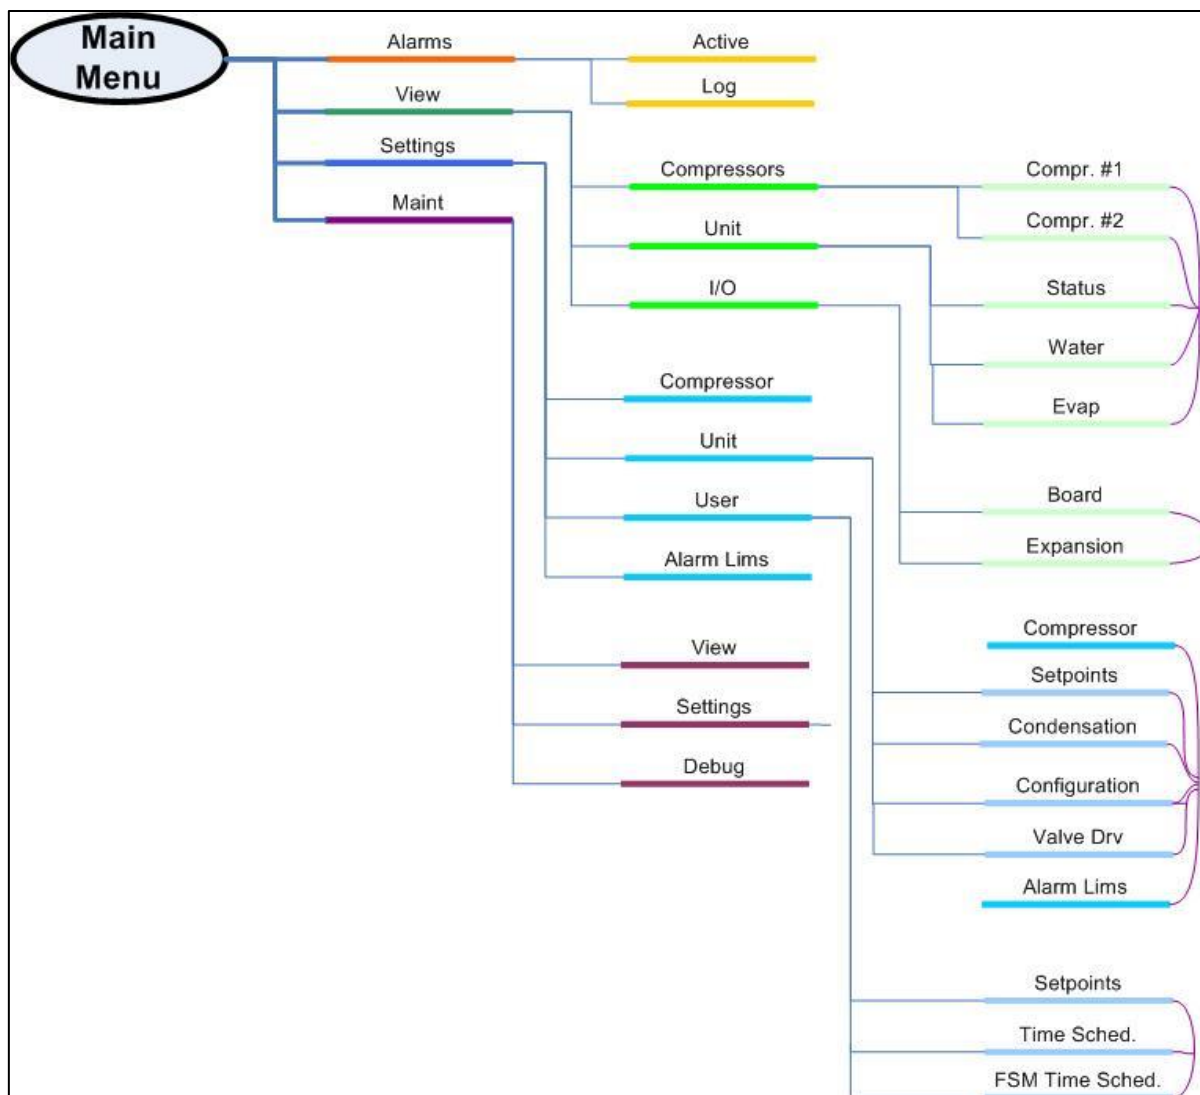 Main
Menu
Alarms
Active
Log
View
Settings
Maint
Compressors
Compr. #1
Compr. #2
Unit
Status
I/O
Water
Evap
Compressor
Unit
User
Alarm Lims
Board
Expansion
View
Settings
Debug
Compressor
Setpoints
Condensation
Configuration
Valve Drv
Alarm Lims
Setpoints
Time Sched.
FSM Time Sched.